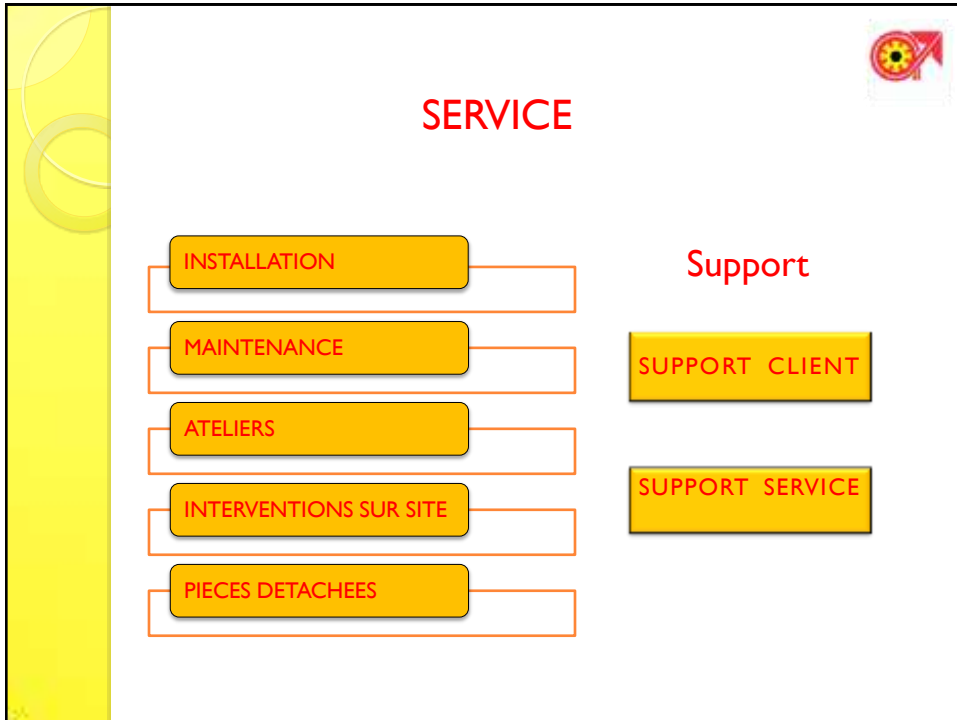 SERVICE
INSTALLATION
MAINTENANCE
ATELIERS
INTERVENTIONS SUR SITE
PIECES DETACHEES
Support
SUPPORT CLIENT
SUPPORT SERVICE